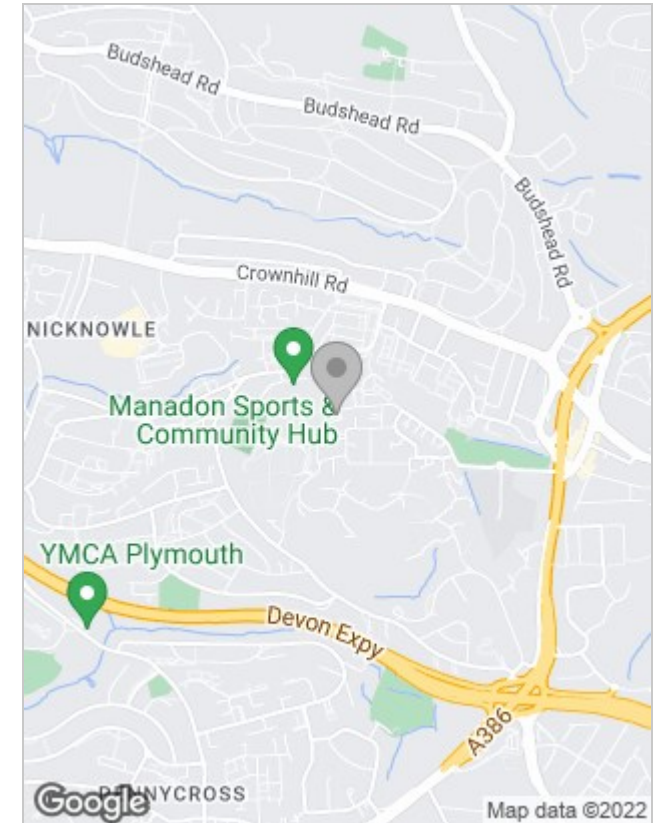 Budshead Rd
Budshead Rd
Budshead Rd
Crownhill Rd
NICKNOWLE
Manadon Sports &
Community Hub
YMCA Plymouth
Devon Expy
A386
NNYCROSS
Google
Map data ©2022